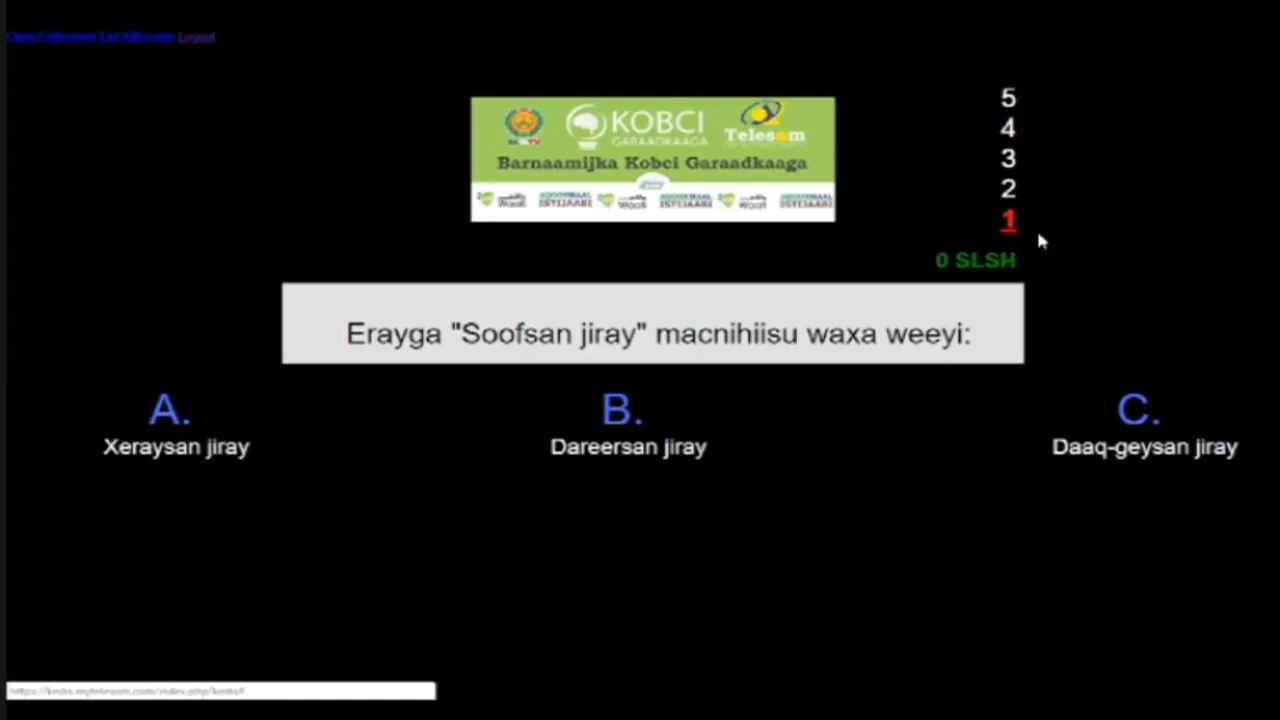 Logout
KOBCI
GARAADKAAGA
Telesom
Barnaamijka Kobci Garaadkaaga
5
4
3
2
1
0 SLSH
Erayga "Soofsan jiray" macnihiisu waxa weeyi:
A.
Xeraysan jiray
B.
Dareersan jiray
C.
Daaq-geysan jiray